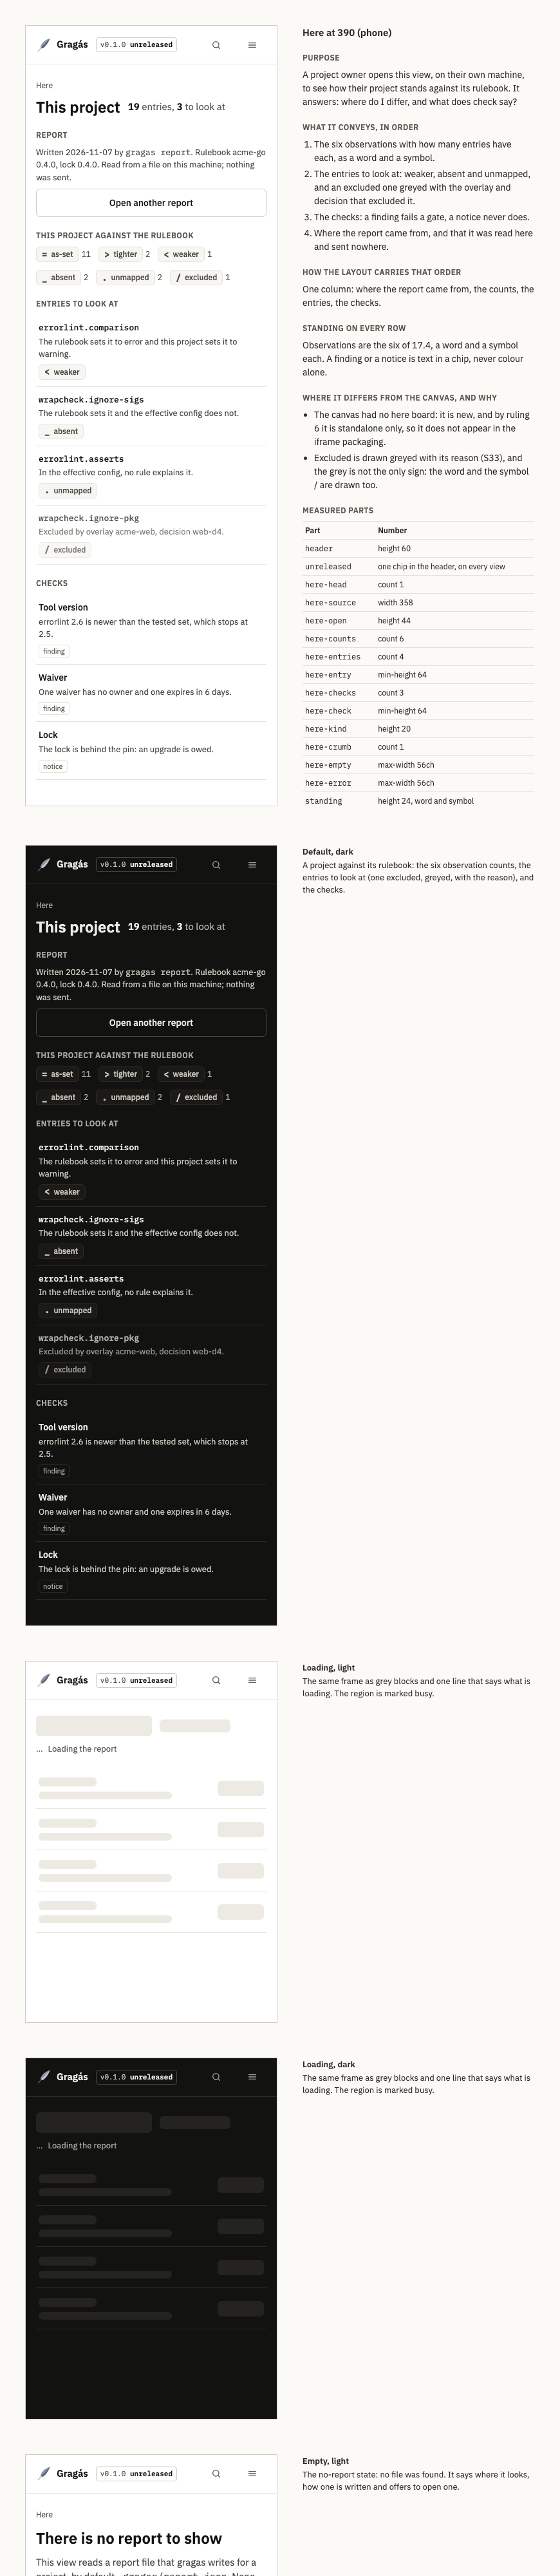 Gragás
v0.1.0 unreleased
Here
This project 19 entries, 3 to look at
REPORT
Written 2026-11-07 by gragas report. Rulebook acme-go
0.4.0, lock 0.4.0. Read from a file on this machine; nothing
was sent.
Open another report
THIS PROJECT AGAINST THE RULEBOOK
= as-set 11 > tighter 2 < weaker 1
_ absent 2 . unmapped 2 / excluded 1
ENTRIES TO LOOK AT
errorlint.comparison
The rulebook sets it to error and this project sets it to
warning.
< weaker
wrapcheck.ignore-sigs
The rulebook sets it and the effective config does not.
_ absent
errorlint.asserts
In the effective config, no rule explains it.
. unmapped
wrapcheck.ignore-pkg
Excluded by overlay acme-web, decision web-d4.
/ excluded
CHECKS
Tool version
errorlint 2.6 is newer than the tested set, which stops at
2.5.
finding
Waiver
One waiver has no owner and one expires in 6 days.
finding
Lock
The lock is behind the pin: an upgrade is owed.
notice
Here at 390 (phone)
PURPOSE
A project owner opens this view, on their own machine,
to see how their project stands against its rulebook. It
answers: where do I differ, and what does check say?
WHAT IT CONVEYS, IN ORDER
1. The six observations with how many entries have
each, as a word and a symbol.
2. The entries to look at: weaker, absent and unmapped,
and an excluded one greyed with the overlay and
decision that excluded it.
3. The checks: a finding fails a gate, a notice never does.
4. Where the report came from, and that it was read here
and sent nowhere.
HOW THE LAYOUT CARRIES THAT ORDER
One column: where the report came from, the counts, the
entries, the checks.
STANDING ON EVERY ROW
Observations are the six of 17.4, a word and a symbol
each. A finding or a notice is text in a chip, never colour
alone.
WHERE IT DIFFERS FROM THE CANVAS, AND WHY
• The canvas had no here board: it is new, and by ruling
6 it is standalone only, so it does not appear in the
iframe packaging.
• Excluded is drawn greyed with its reason (S33), and
the grey is not the only sign: the word and the symbol
/ are drawn too.
MEASURED PARTS
Part Number
header height 60
unreleased one chip in the header, on every view
here-head count 1
here-source width 358
here-open height 44
here-counts count 6
here-entries count 4
here-entry min-height 64
here-checks count 3
here-check min-height 64
here-kind height 20
here-crumb count 1
here-empty max-width 56ch
here-error max-width 56ch
standing height 24, word and symbol
Gragás
v0.1.0 unreleased
Here
This project 19 entries, 3 to look at
REPORT
Written 2026-11-07 by gragas report. Rulebook acme-go
0.4.0, lock 0.4.0. Read from a file on this machine; nothing
was sent.
Open another report
THIS PROJECT AGAINST THE RULEBOOK
= as-set 11 > tighter 2 < weaker 1
_ absent 2 . unmapped 2 / excluded 1
ENTRIES TO LOOK AT
errorlint.comparison
The rulebook sets it to error and this project sets it to
warning.
< weaker
wrapcheck.ignore-sigs
The rulebook sets it and the effective config does not.
_ absent
errorlint.asserts
In the effective config, no rule explains it.
. unmapped
wrapcheck.ignore-pkg
Excluded by overlay acme-web, decision web-d4.
/ excluded
CHECKS
Tool version
errorlint 2.6 is newer than the tested set, which stops at
2.5.
finding
Waiver
One waiver has no owner and one expires in 6 days.
finding
Lock
The lock is behind the pin: an upgrade is owed.
notice
Default, dark
A project against its rulebook: the six observation counts, the
entries to look at (one excluded, greyed, with the reason), and
the checks.
Gragás
v0.1.0 unreleased
... Loading the report
Loading, light
The same frame as grey blocks and one line that says what is
loading. The region is marked busy.
Gragás
v0.1.0 unreleased
... Loading the report
Loading, dark
The same frame as grey blocks and one line that says what is
loading. The region is marked busy.
Gragás
v0.1.0 unreleased
Here
There is no report to show
This view reads a report file that gragas writes for a
Empty, light
The no-report state: no file was found. It says where it looks,
how one is written and offers to open one.